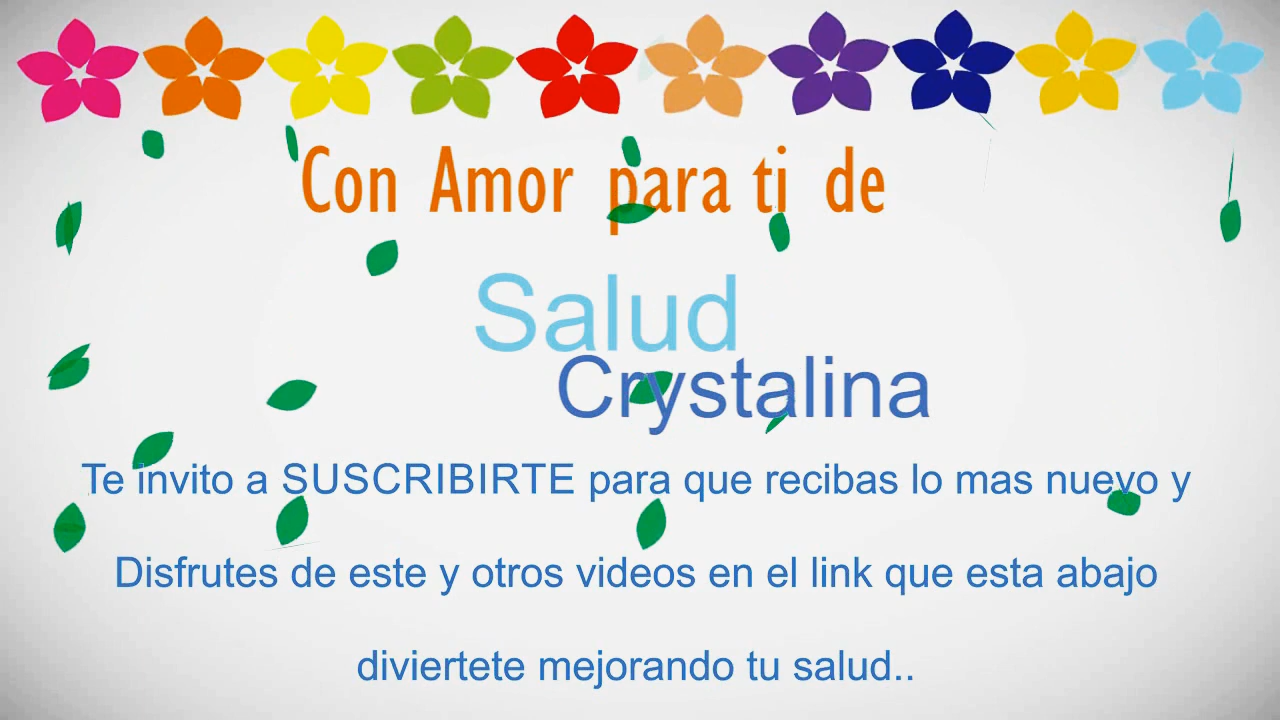 Con Amor para ti de
Salud
Crystalina
Te invito a SUSCRIBIRTE para que recibas lo mas nuevo y
Disfrutes de este y otros videos en el link que esta abajo
diviertete mejorando tu salud..